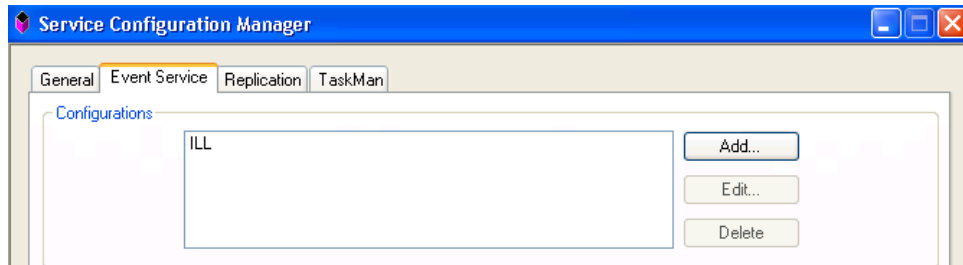 Service Configuration Manager
General Event Service Replication TaskMan
Configurations
ILL
Add...
Edit...
Delete